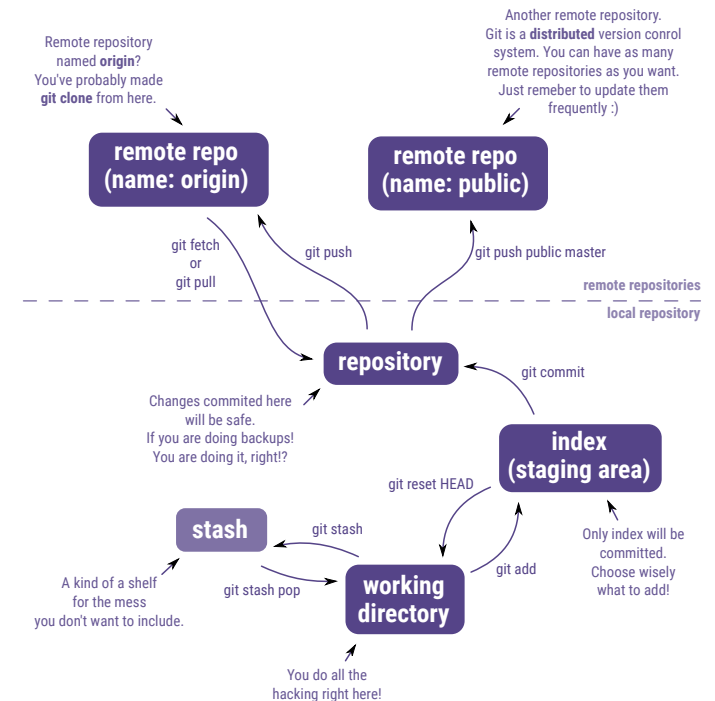 Remote repository
named origin?
You've probably made
git clone from here.
Another remote repository.
Git is a distributed version conrol
system. You can have as many
remote repositories as you want.
Just remeber to update them
frequently :)
remote repo
(name: origin)
remote repo
(name: public)
git fetch
or
git pull
git push
git push public master
remote repositories
local repository
repository
git commit
Changes commited here
will be safe.
If you are doing backups!
You are doing it, right!?
index
(staging area)
git reset HEAD
stash
git stash
git add
Only index will be
committed.
Choose wisely
what to add!
A kind of a shelf
for the mess
you don't want to include.
git stash pop
working
directory
You do all the
hacking right here!